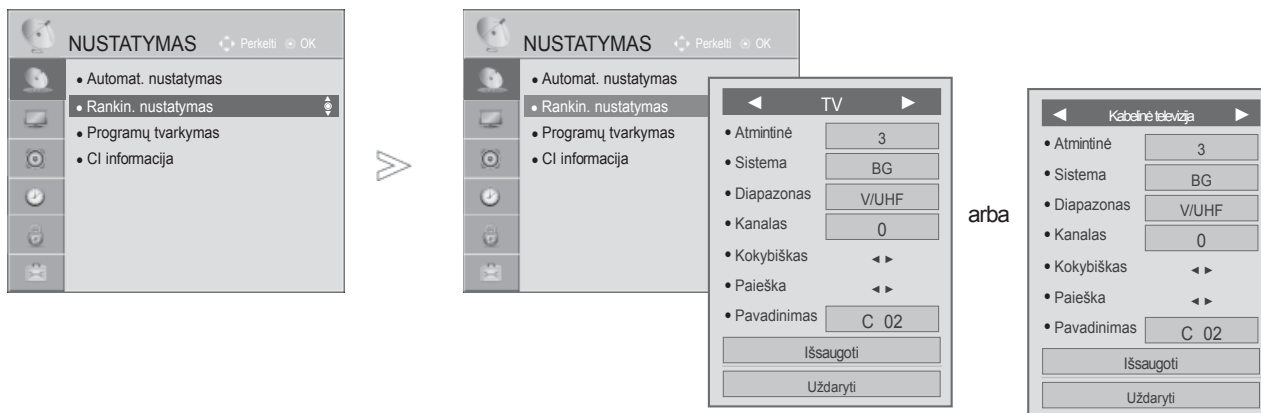 NUSTATYMAS Perkelti OK
• Automat. nustatymas
• Rankin. nustatymas
• Programų tvarkymas
• CI informacija
NUSTATYMAS Perkelti OK
• Automat. nustatymas
• Rankin. nustatymas
• Programų tvarkymas
• CI informacija
◄ TV ►
• Atmintinė 3
• Sistema BG
• Diapazonas V/UHF
• Kanalas 0
• Kokybiškas ◄ ►
• Paieška ◄ ►
• Pavadinimas C 02
Išsaugoti
Uždaryti
arba
◄ Kabelinė televizija ►
• Atmintinė 3
• Sistema BG
• Diapazonas V/UHF
• Kanalas 0
• Kokybiškas ◄ ►
• Paieška ◄ ►
• Pavadinimas C 02
Išsaugoti
Uždaryti